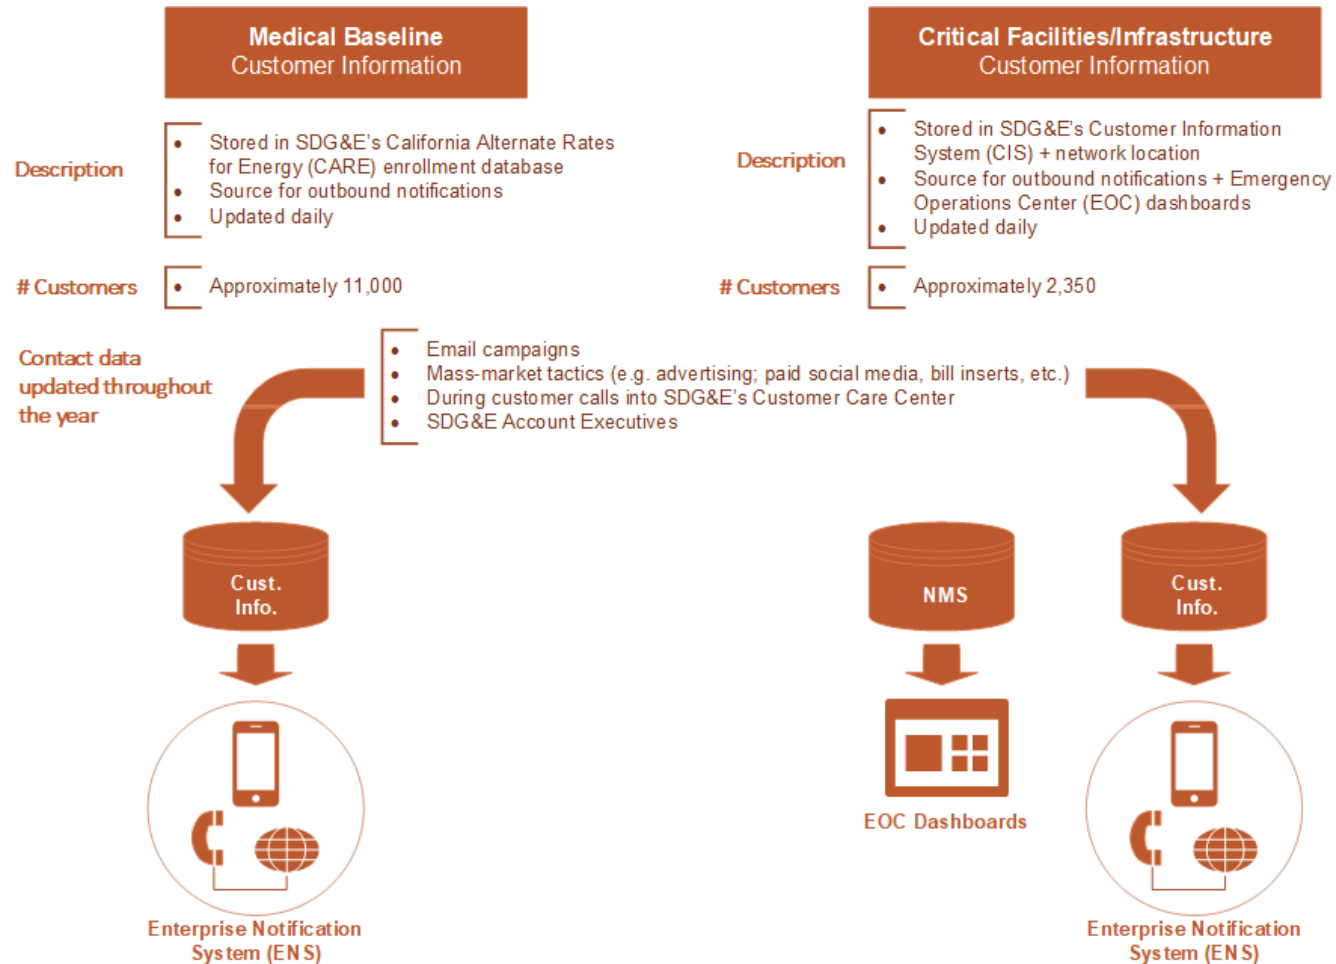 Medical Baseline
Customer Information
Critical Facilities/Infrastructure
Customer Information
Description
• Stored in SDG&E's California Alternate Rates
for Energy (CARE) enrollment database
• Source for outbound notifications
• Updated daily
Description
• Stored in SDG&E's Customer Information
System (CIS) + network location
• Source for outbound notifications + Emergency
Operations Center (EOC) dashboards
• Updated daily
# Customers
• Approximately 11,000
# Customers
• Approximately 2,350
Contact data
updated throughout
the year
• Email campaigns
• Mass-market tactics (e.g. advertising; paid social media, bill inserts, etc.)
• During customer calls into SDG&E's Customer Care Center
• SDG&E Account Executives
Cust.
Info.
NMS
Cust.
Info.
EOC Dashboards
Enterprise Notification
System (ENS)
Enterprise Notification
System (ENS)